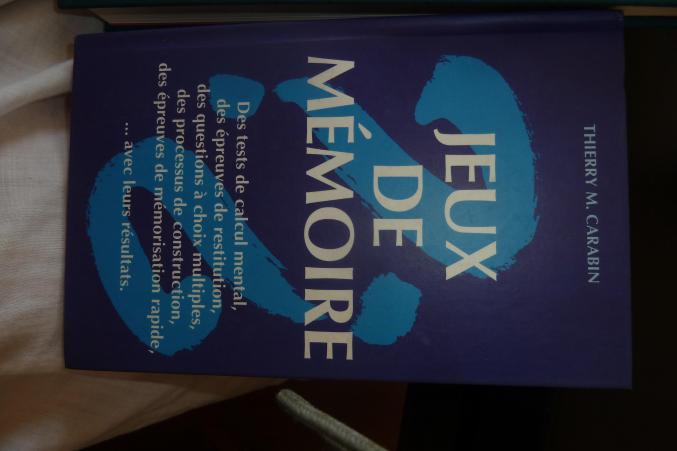 THIERRY M. CARABIN
JEUX
DE
MÉMOIRE
Des tests de calcul mental,
des épreuves de restitution,
des questions à choix multiples,
des processus de construction,
des épreuves de mémorisation rapide,
... avec leurs résultats.